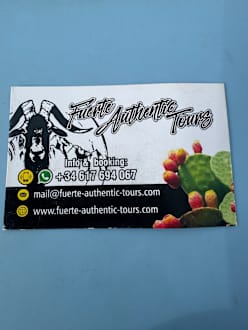 Fuerte Authentic Tours
Info & booking:
+34 617 694 067
mail@fuerte-authentic-tours.com
www.fuerte-authentic-tours.com